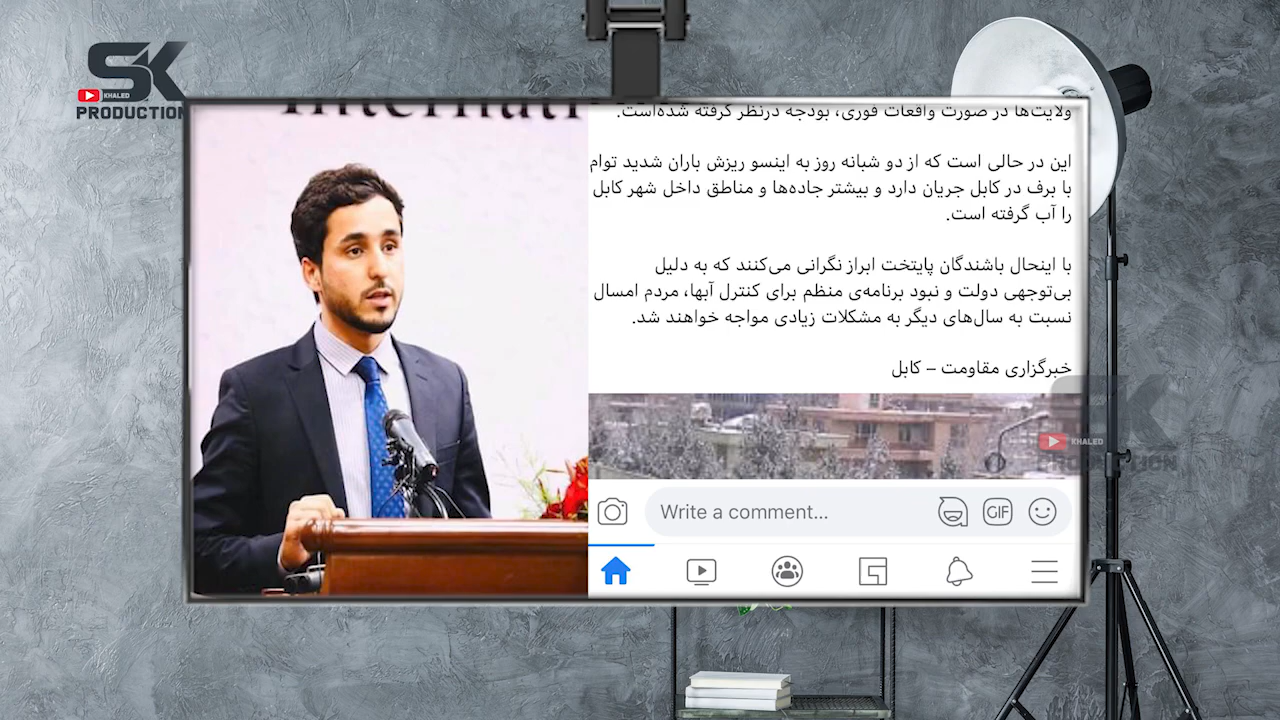 SK
KHALED
PRODUCTION
Internati
ولایت‌ها در صورت واقعات فوری، بودجه درنظر گرفته شده‌است.
این در حالی است که از دو شبانه روز به اینسو ریزش باران شدید توام
با برف در کابل جریان دارد و بیشتر جاده‌ها و مناطق داخل شهر کابل
را آب گرفته است.
با اینحال باشندگان پایتخت ابراز نگرانی می‌کنند که به دلیل
بی‌توجهی دولت و نبود برنامه‌ی منظم برای کنترل آبها، مردم امسال
نسبت به سال‌های دیگر به مشکلات زیادی مواجه خواهند شد.
خبرگزاری مقاومت – کابل
SK
KHALED
PRODUCTION
Write a comment...
GIF